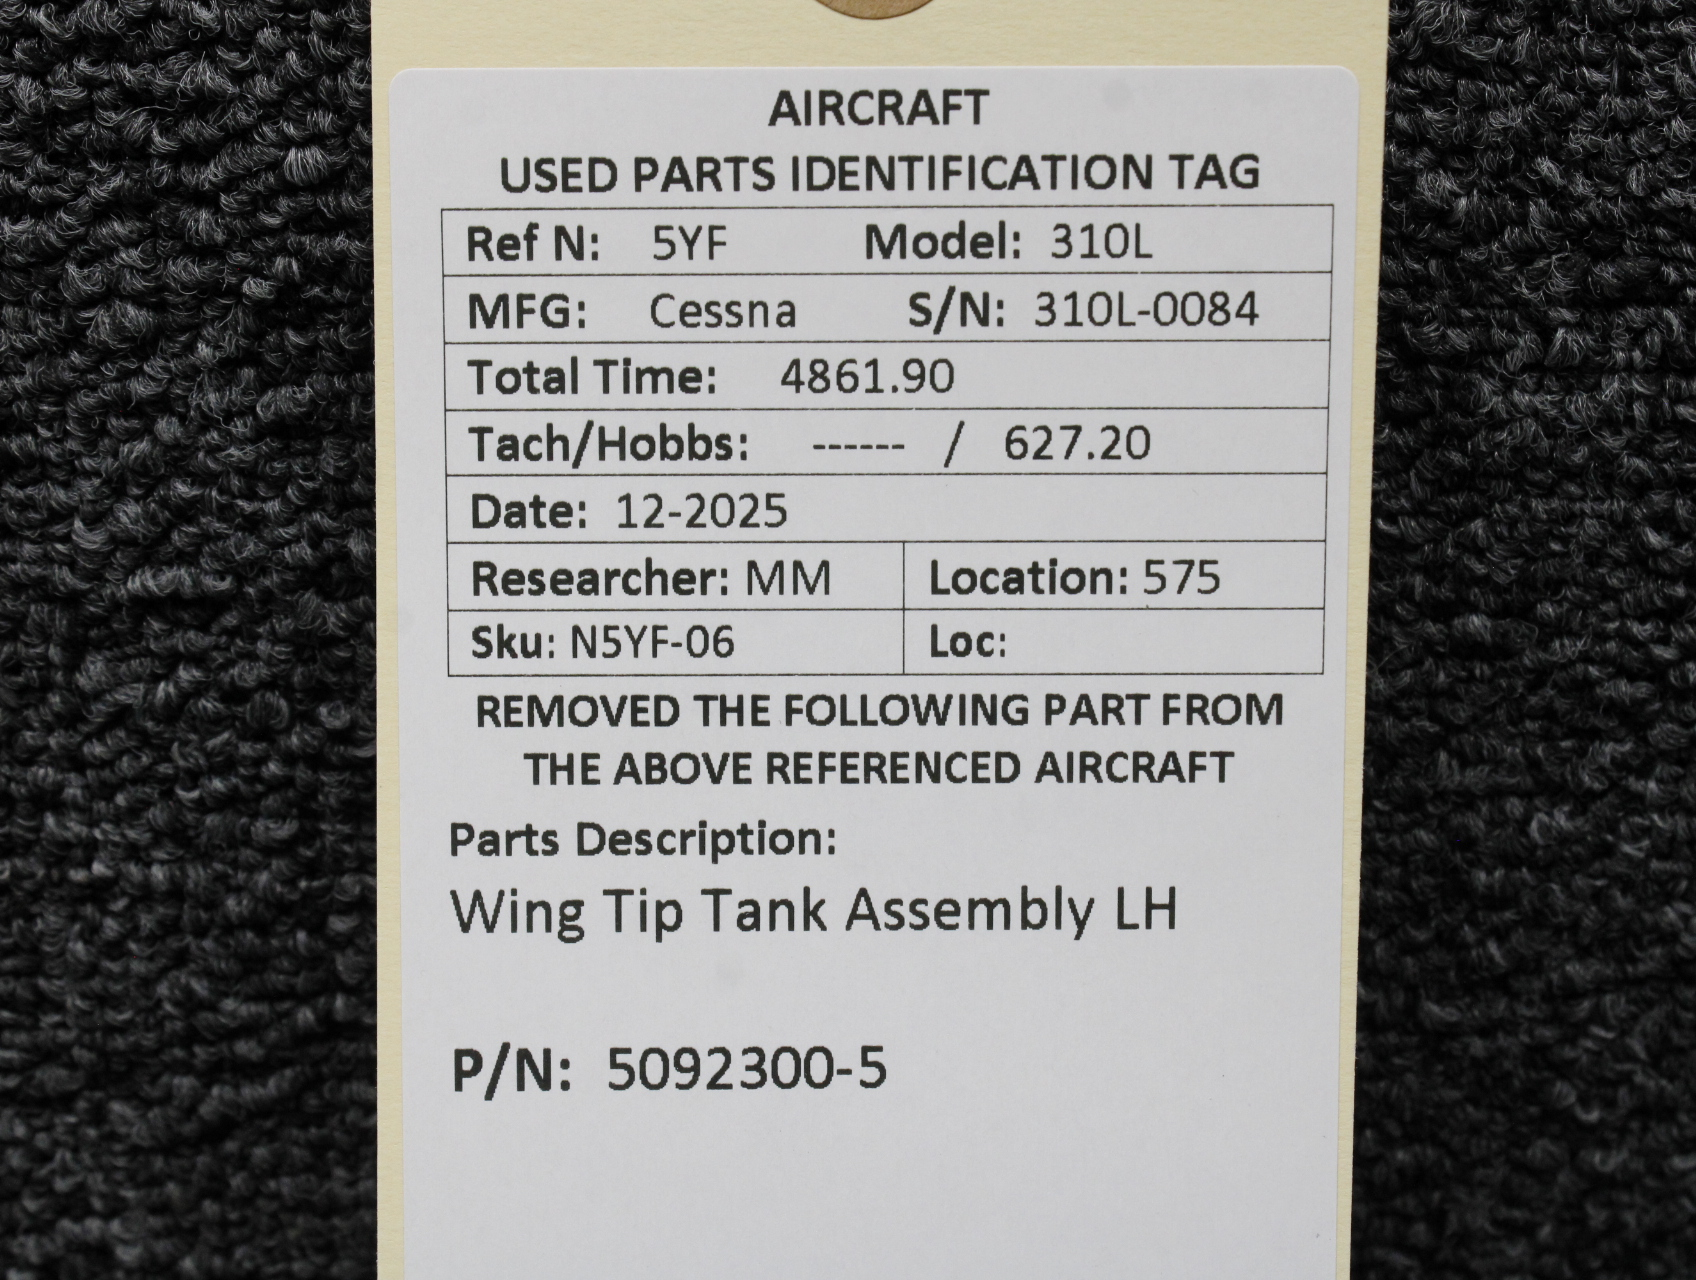 AIRCRAFT
USED PARTS IDENTIFICATION TAG
Ref N: 5YF Model: 310L
MFG: Cessna S/N: 310L-0084
Total Time: 4861.90
Tach/Hobbs: ------ / 627.20
Date: 12-2025
Researcher: MM Location: 575
Sku: N5YF-06 Loc:
REMOVED THE FOLLOWING PART FROM
THE ABOVE REFERENCED AIRCRAFT
Parts Description:
Wing Tip Tank Assembly LH
P/N: 5092300-5